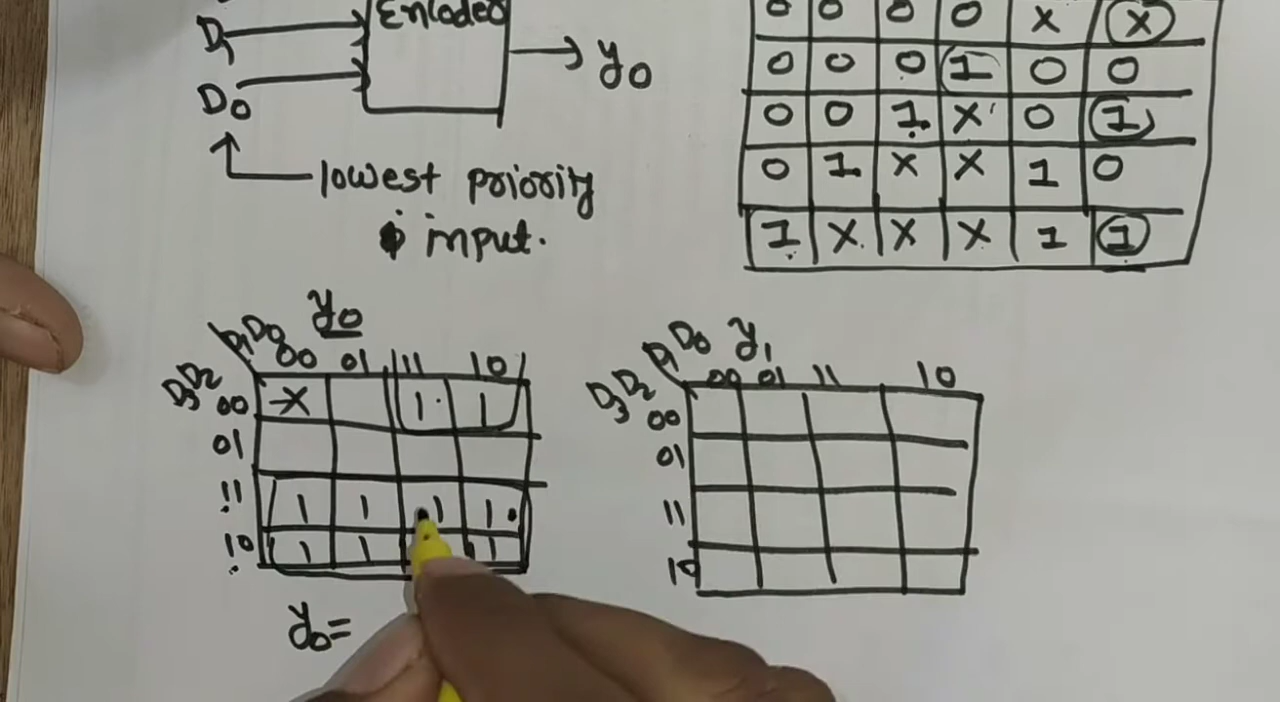 Encoder
D1
D0
y0
lowest priority
input.
0 0 0 0 x x
0 0 0 1 0 0
0 0 1 x 0 1
0 1 x x 1 0
1 x x x 1 1
y0
D1D0
00 01 11 10
D3D2
00 x 1 1
01
11 1 1 1 1
10 1 1 11
y0=
D1D0 y1
00 01 11 10
D3D2
00
01
11
10